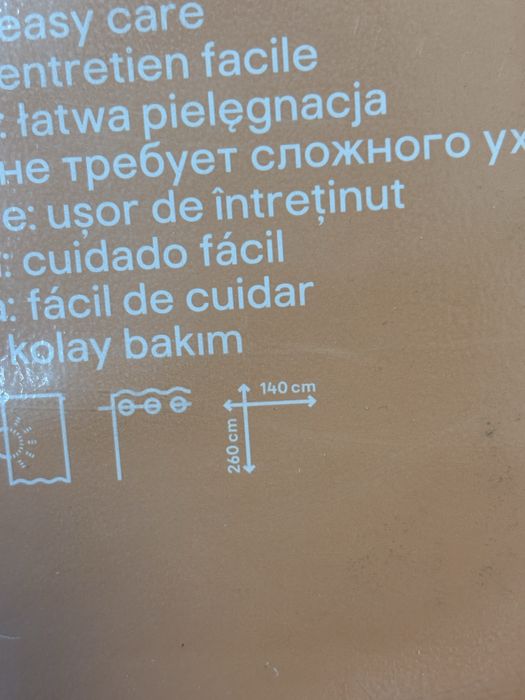 easy care
entretien facile
: łatwa pielęgnacja
не требует сложного ух
e: ușor de întreținut
: cuidado fácil
a: fácil de cuidar
kolay bakım
140 cm
260 cm